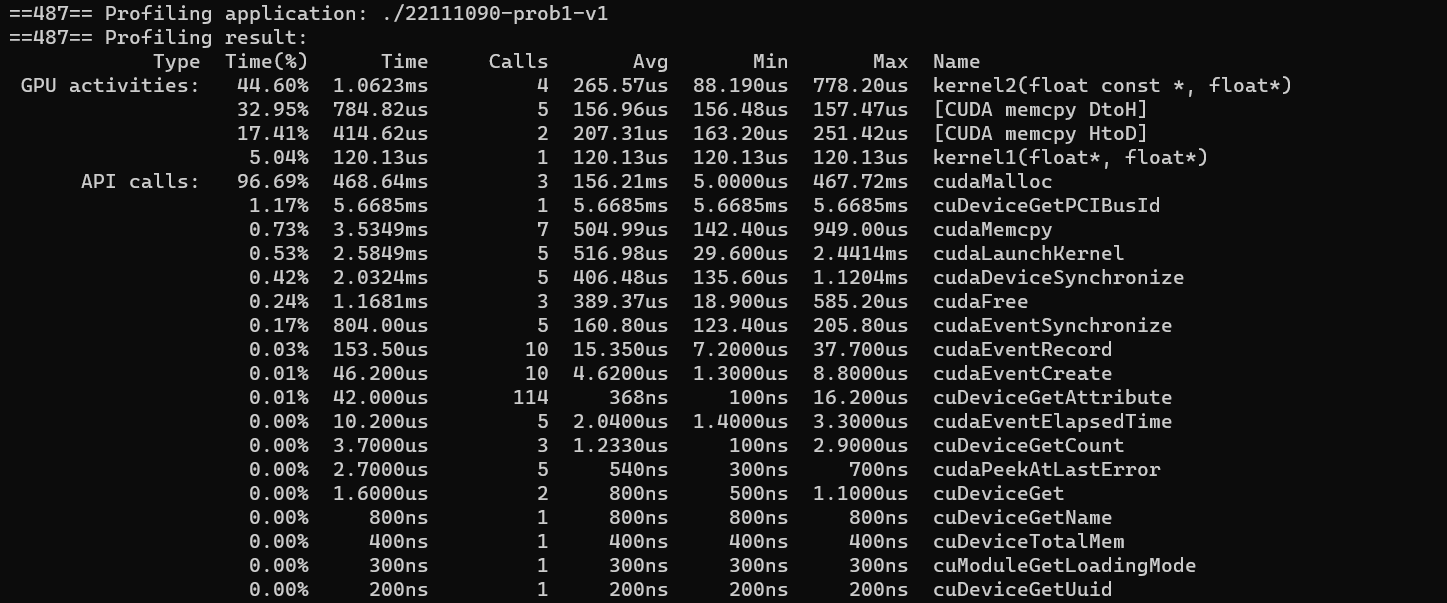 ==487== Profiling application: ./22111090-prob1-v1
==487== Profiling result:
Type Time(%) Time Calls Avg Min Max Name
GPU activities: 44.60% 1.0623ms 4 265.57us 88.190us 778.20us kernel2(float const *, float*)
32.95% 784.82us 5 156.96us 156.48us 157.47us [CUDA memcpy DtoH]
17.41% 414.62us 2 207.31us 163.20us 251.42us [CUDA memcpy HtoD]
5.04% 120.13us 1 120.13us 120.13us 120.13us kernel1(float*, float*)
API calls: 96.69% 468.64ms 3 156.21ms 5.0000us 467.72ms cudaMalloc
1.17% 5.6685ms 1 5.6685ms 5.6685ms 5.6685ms cuDeviceGetPCIBusId
0.73% 3.5349ms 7 504.99us 142.40us 949.00us cudaMemcpy
0.53% 2.5849ms 5 516.98us 29.600us 2.4414ms cudaLaunchKernel
0.42% 2.0324ms 5 406.48us 135.60us 1.1204ms cudaDeviceSynchronize
0.24% 1.1681ms 3 389.37us 18.900us 585.20us cudaFree
0.17% 804.00us 5 160.80us 123.40us 205.80us cudaEventSynchronize
0.03% 153.50us 10 15.350us 7.2000us 37.700us cudaEventRecord
0.01% 46.200us 10 4.6200us 1.3000us 8.8000us cudaEventCreate
0.01% 42.000us 114 368ns 100ns 16.200us cuDeviceGetAttribute
0.00% 10.200us 5 2.0400us 1.4000us 3.3000us cudaEventElapsedTime
0.00% 3.7000us 3 1.2330us 100ns 2.9000us cuDeviceGetCount
0.00% 2.7000us 5 540ns 300ns 700ns cudaPeekAtLastError
0.00% 1.6000us 2 800ns 500ns 1.1000us cuDeviceGet
0.00% 800ns 1 800ns 800ns 800ns cuDeviceGetName
0.00% 400ns 1 400ns 400ns 400ns cuDeviceTotalMem
0.00% 300ns 1 300ns 300ns 300ns cuModuleGetLoadingMode
0.00% 200ns 1 200ns 200ns 200ns cuDeviceGetUuid